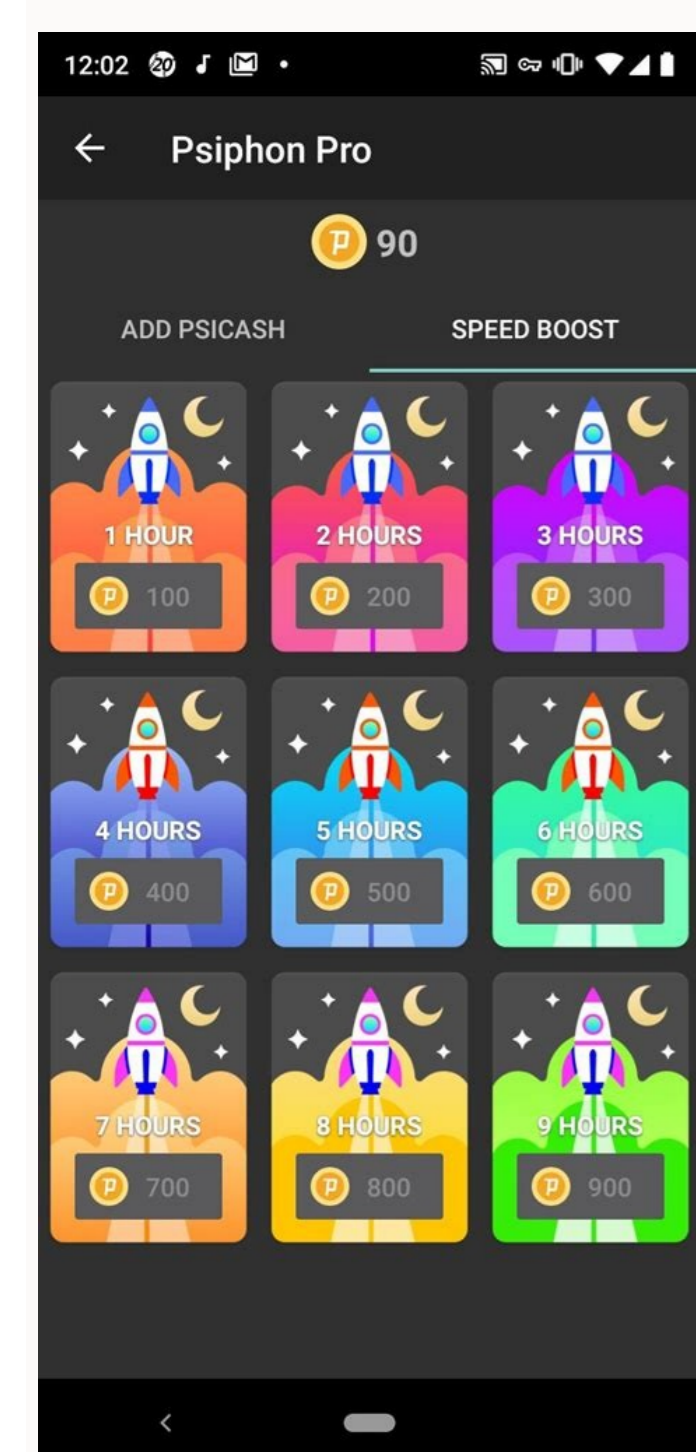 12:02 20
Psiphon Pro
P 90
ADD PSICASH SPEED BOOST
1 HOUR 2 HOURS 3 HOURS
P 100 P 200 P 300
4 HOURS 5 HOURS 6 HOURS
P 400 P 500 P 600
7 HOURS 8 HOURS 9 HOURS
P 700 P 800 P 900